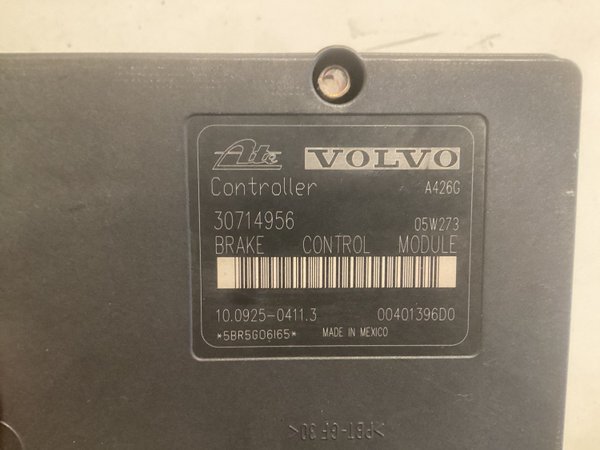 Ate VOLVO
Controller A426G
30714956 05W273
BRAKE CONTROL MODULE
10.0925-0411.3 00401396D0
*5BR5G06I65* MADE IN MEXICO
>PBT-GF30<